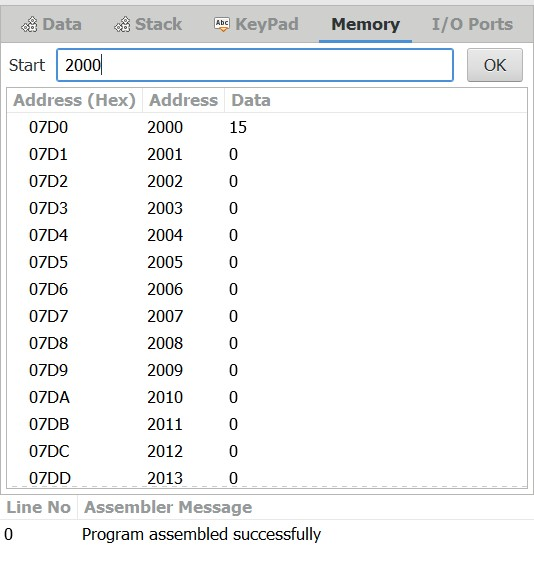 Data Stack Abc KeyPad Memory I/O Ports
Start 2000 OK
Address (Hex) Address Data
07D0 2000 15
07D1 2001 0
07D2 2002 0
07D3 2003 0
07D4 2004 0
07D5 2005 0
07D6 2006 0
07D7 2007 0
07D8 2008 0
07D9 2009 0
07DA 2010 0
07DB 2011 0
07DC 2012 0
07DD 2013 0
Line No Assembler Message
0 Program assembled successfully